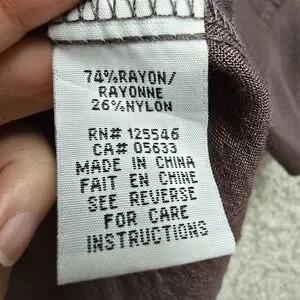 74% RAYON/
RAYONNE
26% NYLON
RN# 125546
CA# 05633
MADE IN CHINA
FAIT EN CHINE
SEE REVERSE
FOR CARE
INSTRUCTIONS